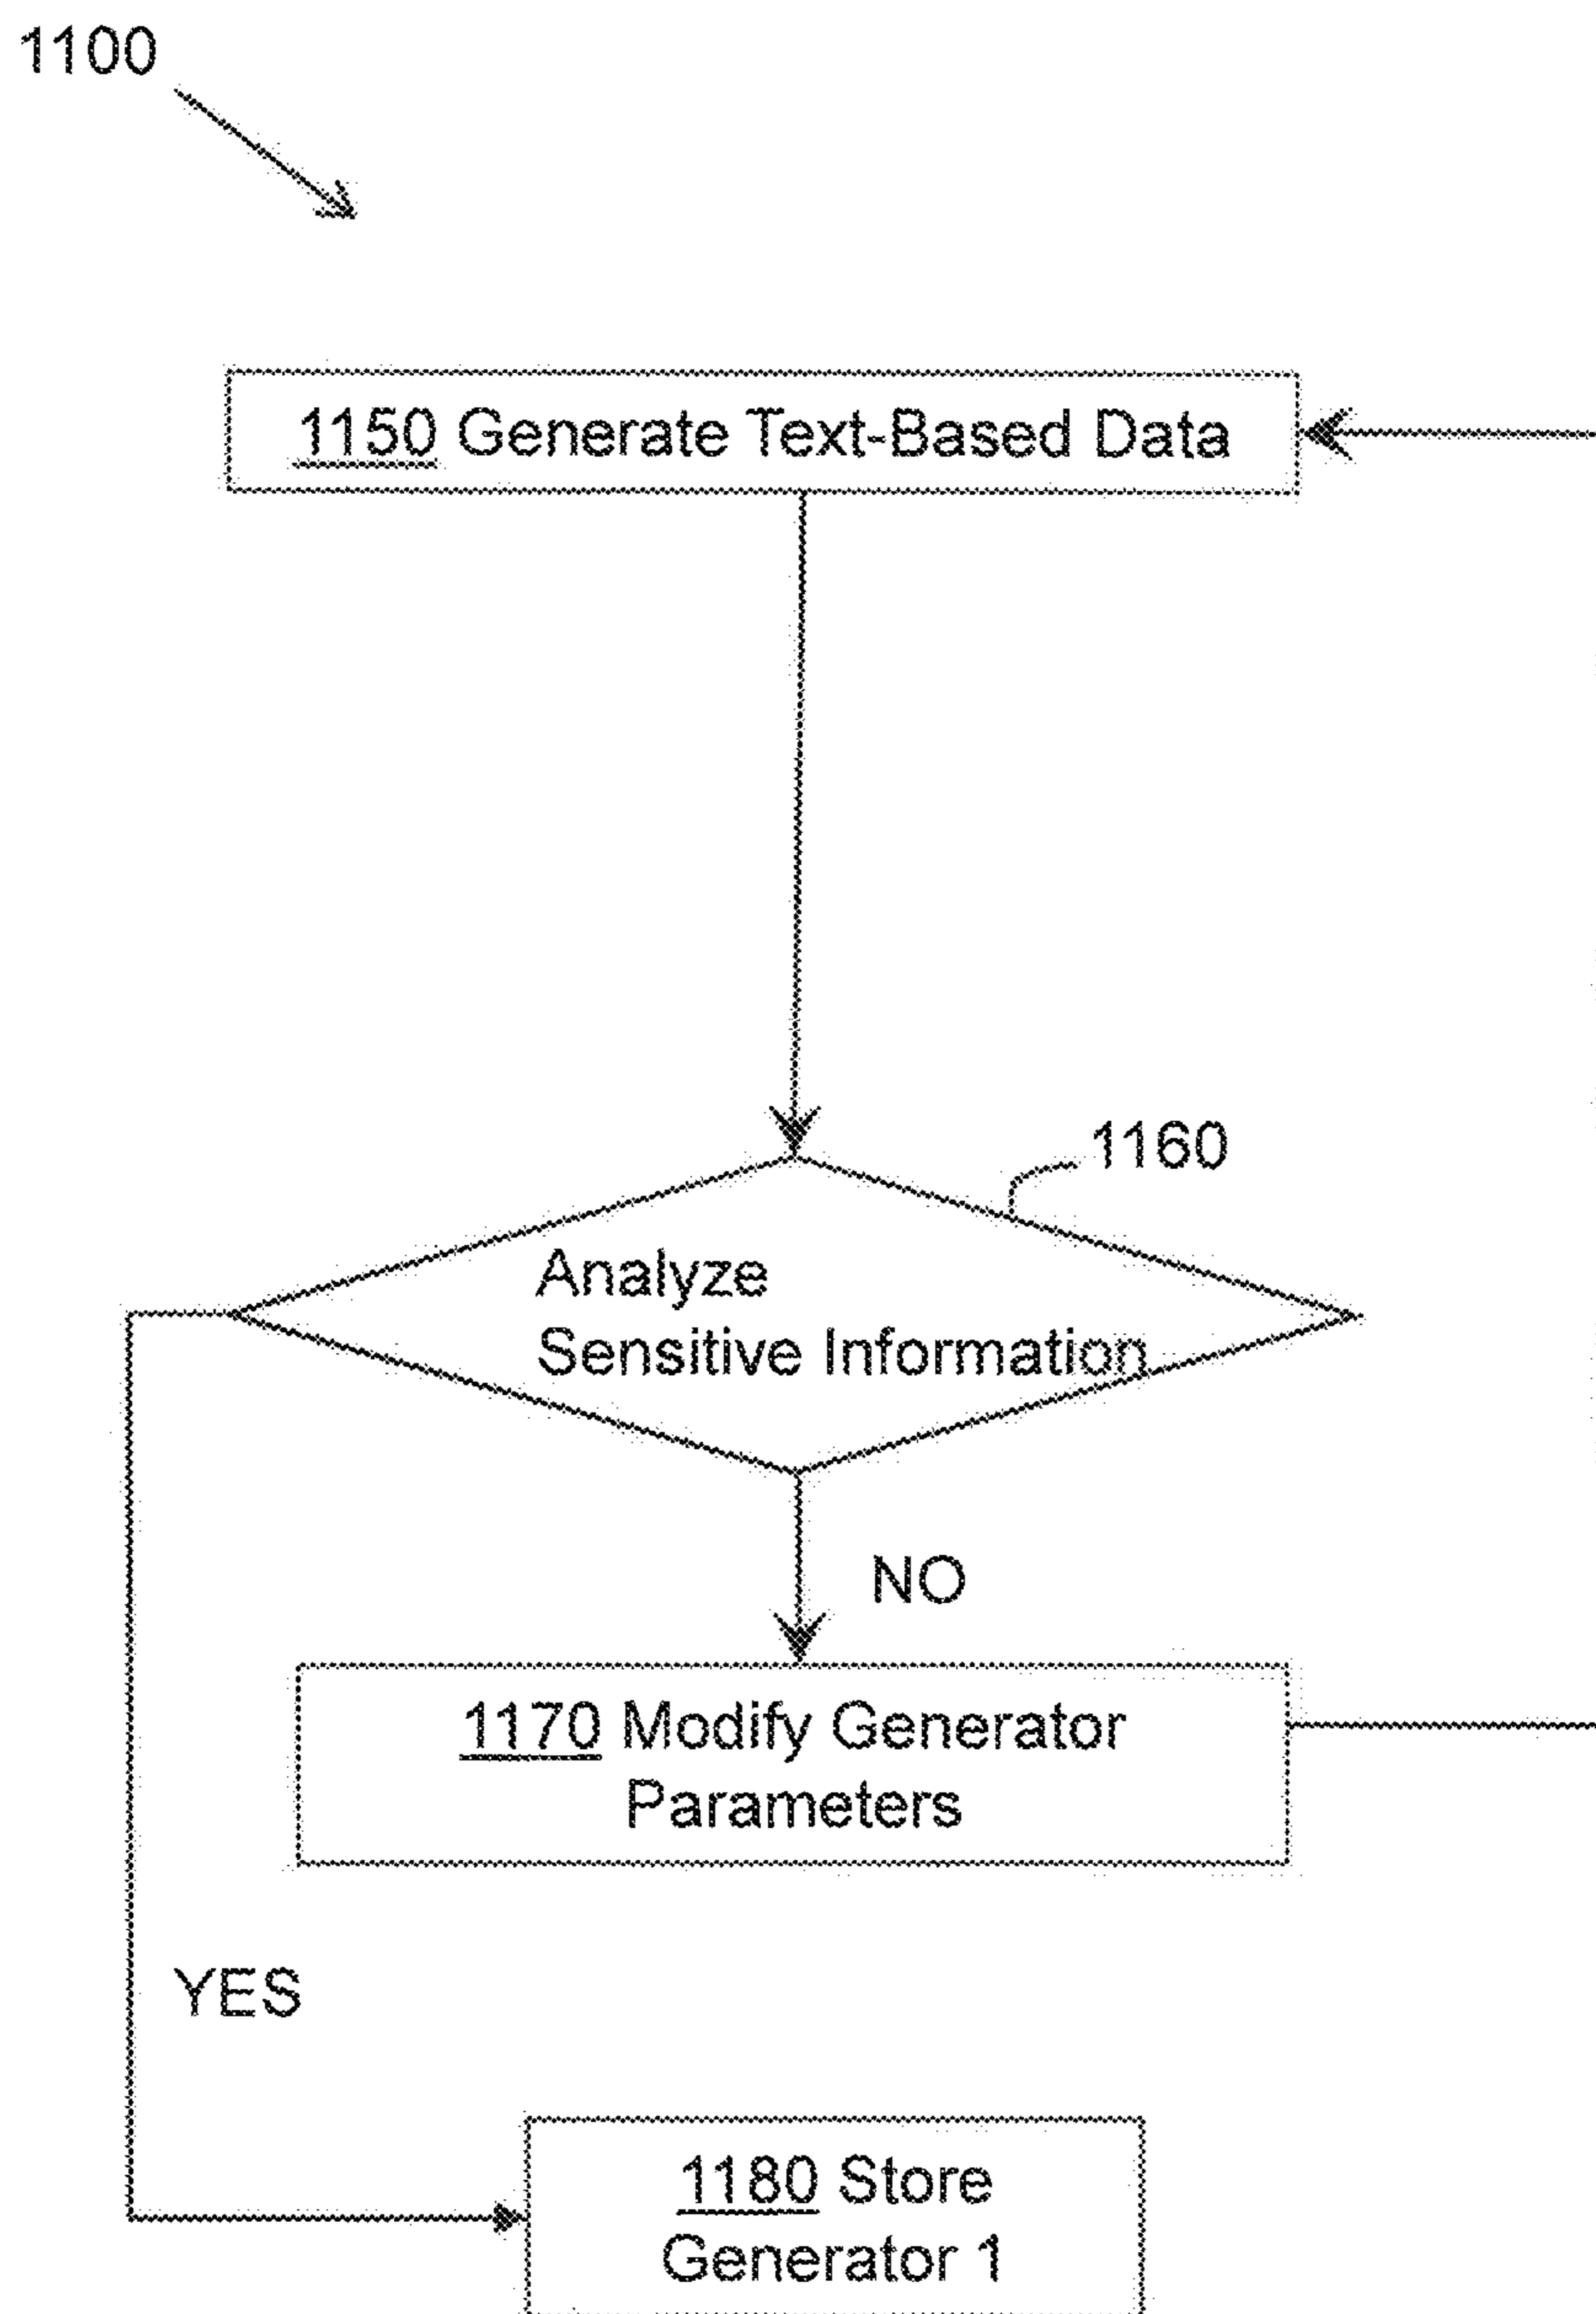 1100
1150 Generate Text-Based Data
1160
Analyze
Sensitive Information
NO
1170 Modify Generator
Parameters
YES
1180 Store
Generator 1